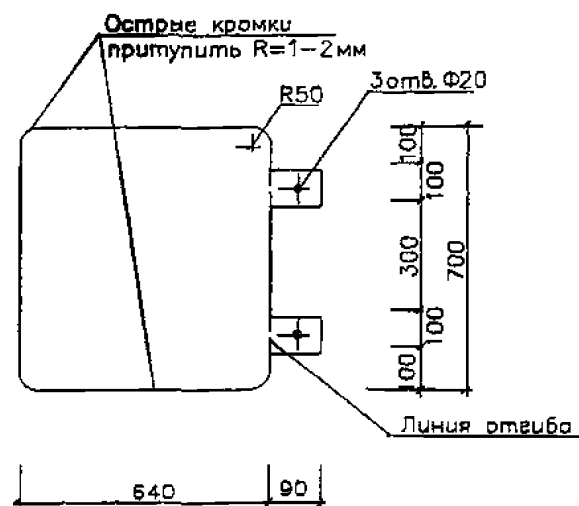 Острые кромки
притупить R=1-2мм
3отв. Ф20
R50
100
100
300
700
100
100
Линия отгиба
640
90